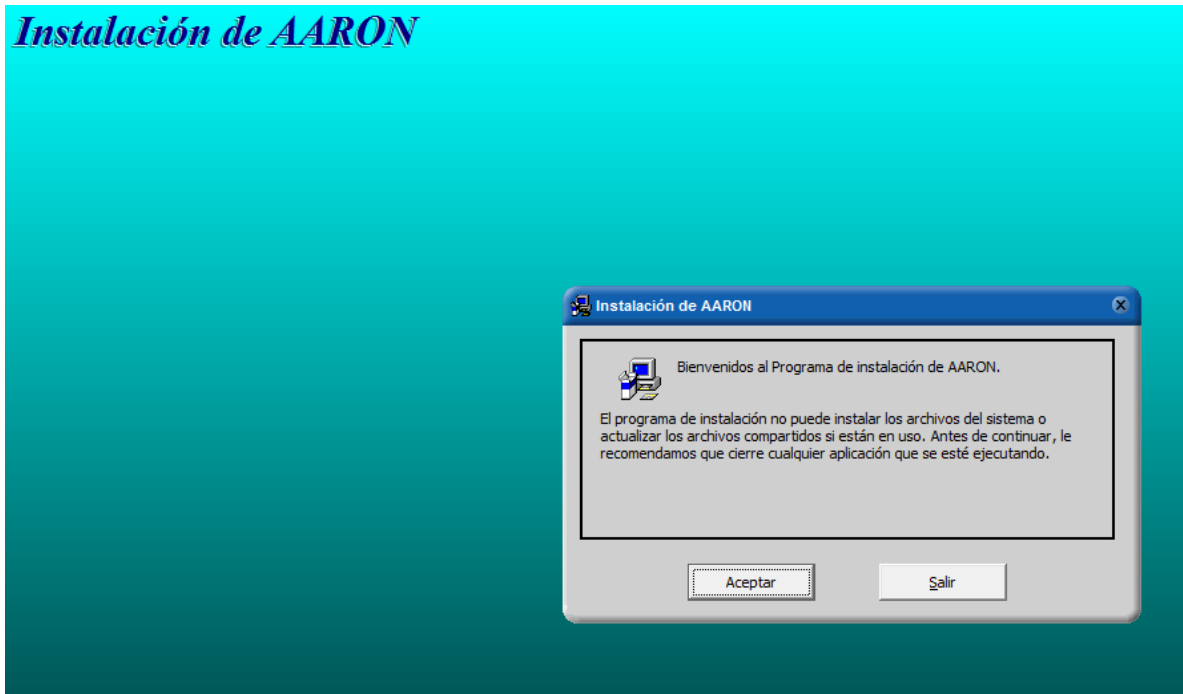 Instalación de AARON
Instalación de AARON
Bienvenidos al Programa de instalación de AARON.
El programa de instalación no puede instalar los archivos del sistema o
actualizar los archivos compartidos si están en uso. Antes de continuar, le
recomendamos que cierre cualquier aplicación que se esté ejecutando.
Aceptar
Salir